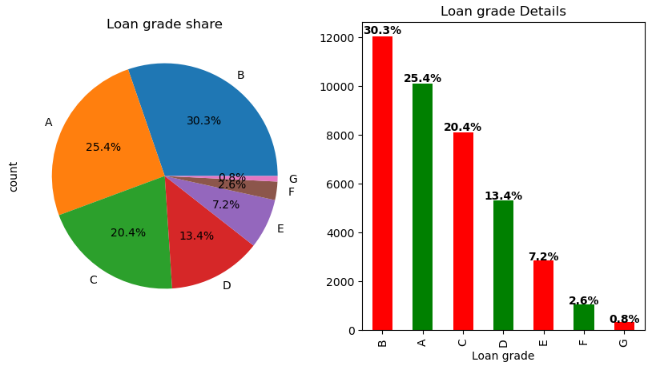 Loan grade share
B
30.3%
A
25.4%
count
0.8%
G
2.6%
F
7.2%
20.4%
13.4%
E
C
D
Loan grade Details
30.3%
12000
25.4%
10000
20.4%
8000
6000
13.4%
4000
7.2%
2000
2.6%
0.8%
0
B A C D E F G
Loan grade